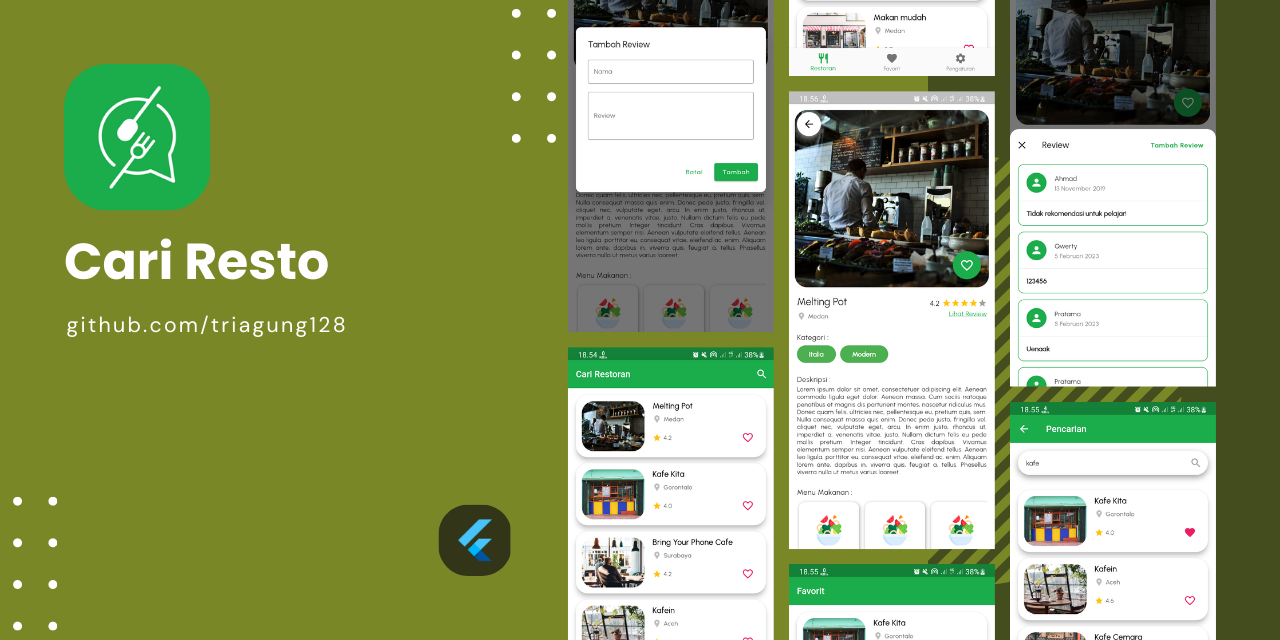 Cari Resto
github.com/triagung128
Tambah Review
Nama
Review
Batal
Tambah
Donec quam felis, ultricies nec, pellentesque eu, pretium quis, sem.
Nulla consequat massa quis enim. Donec pede justo, fringilla vel,
aliquet nec, vulputate eget, arcu. In enim justo, rhoncus ut,
imperdiet a, venenatis vitae, justo. Nullam dictum felis eu pede
mollis pretium. Integer tincidunt. Cras dapibus. Vivamus
elementum semper nisi. Aenean vulputate eleifend tellus. Aenean
leo ligula, porttitor eu, consequat vitae, eleifend ac, enim. Aliquam
lorem ante, dapibus in, viverra quis, feugiat a, tellus. Phasellus
viverra nulla ut metus varius laoreet.
Menu Makanan :
18.54
38%
Cari Restoran
Melting Pot
Medan
4.2
Kafe Kita
Gorontalo
4.0
Bring Your Phone Cafe
Surabaya
4.2
Kafein
Aceh
Makan mudah
Medan
Restoran
Favorit
Pengaturan
18.56
38%
Melting Pot
4.2
Medan
Lihat Review
Kategori :
Italia
Modern
Deskripsi :
Lorem ipsum dolor sit amet, consectetuer adipiscing elit. Aenean
commodo ligula eget dolor. Aenean massa. Cum sociis natoque
penatibus et magnis dis parturient montes, nascetur ridiculus mus.
Donec quam felis, ultricies nec, pellentesque eu, pretium quis, sem.
Nulla consequat massa quis enim. Donec pede justo, fringilla vel,
aliquet nec, vulputate eget, arcu. In enim justo, rhoncus ut,
imperdiet a, venenatis vitae, justo. Nullam dictum felis eu pede
mollis pretium. Integer tincidunt. Cras dapibus. Vivamus
elementum semper nisi. Aenean vulputate eleifend tellus. Aenean
leo ligula, porttitor eu, consequat vitae, eleifend ac, enim. Aliquam
lorem ante, dapibus in, viverra quis, feugiat a, tellus. Phasellus
viverra nulla ut metus varius laoreet.
Menu Makanan :
18.55
38%
Favorit
Kafe Kita
Gorontalo
Review
Tambah Review
Ahmad
13 November 2019
Tidak rekomendasi untuk pelajar!
Qwerty
5 Februari 2023
123456
Pratama
5 Februari 2023
Uenaok
Pratama
18.55
38%
Pencarian
kafe
Kafe Kita
Gorontalo
4.0
Kafein
Aceh
4.6
Kafe Cemara